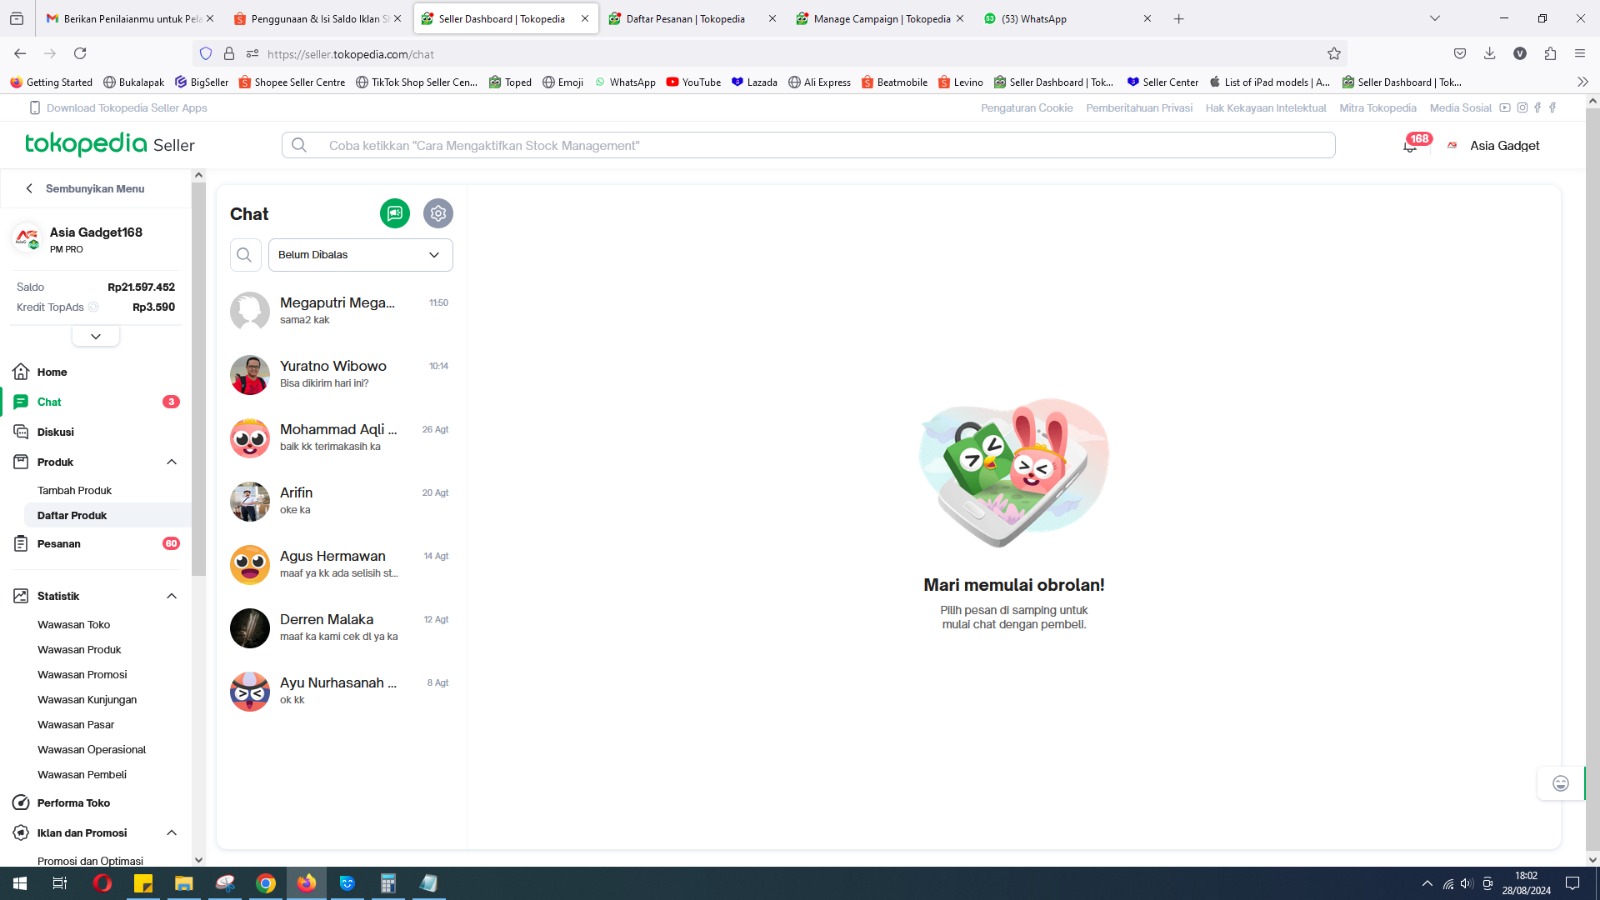 Berikan Penilaianmu untuk Pela
Penggunaan & Isi Saldo Iklan S
Seller Dashboard | Tokopedia
Daftar Pesanan | Tokopedia
Manage Campaign | Tokopedia
(53) WhatsApp
https://seller.tokopedia.com/chat
Getting Started
Bukalapak
BigSeller
Shopee Seller Centre
TikTok Shop Seller Cen...
Toped
Emoji
WhatsApp
YouTube
Lazada
Ali Express
Beatmobile
Levino
Seller Dashboard | Tok...
Seller Center
List of iPad models | A...
Seller Dashboard | Tok...
Download Tokopedia Seller Apps
Pengaturan Cookie
Pemberitahuan Privasi
Hak Kekayaan Intelektual
Mitra Tokopedia
Media Sosial
tokopedia Seller
Coba ketikkan "Cara Mengaktifkan Stock Management"
168
Asia Gadget
Sembunyikan Menu
Asia Gadget168
PM PRO
Saldo Rp21.597.452
Kredit TopAds Rp3.590
Home
Chat 3
Diskusi
Produk
Tambah Produk
Daftar Produk
Pesanan 60
Statistik
Wawasan Toko
Wawasan Produk
Wawasan Promosi
Wawasan Kunjungan
Wawasan Pasar
Wawasan Operasional
Wawasan Pembeli
Performa Toko
Iklan dan Promosi
Promosi dan Optimasi
Chat
Belum Dibalas
Megaputri Mega... 11:50
sama2 kak
Yuratno Wibowo 10:14
Bisa dikirim hari ini?
Mohammad Aqli ... 26 Agt
baik kk terimakasih ka
Arifin 20 Agt
oke ka
Agus Hermawan 14 Agt
maaf ya kk ada selisih st...
Derren Malaka 12 Agt
maaf ka kami cek dl ya ka
Ayu Nurhasanah ... 8 Agt
ok kk
Mari memulai obrolan!
Pilih pesan di samping untuk
mulai chat dengan pembeli.
18:02
28/08/2024